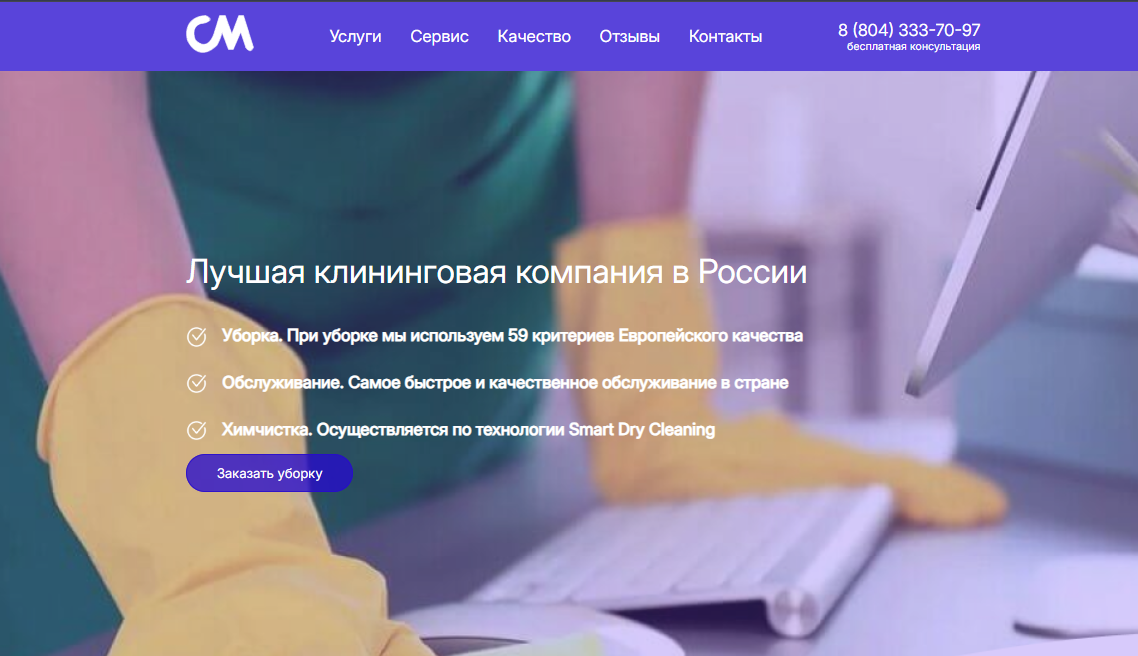 CM
Услуги Сервис Качество Отзывы Контакты
8 (804) 333-70-97
бесплатная консультация
Лучшая клининговая компания в России
Уборка. При уборке мы используем 59 критериев Европейского качества
Обслуживание. Самое быстрое и качественное обслуживание в стране
Химчистка. Осуществляется по технологии Smart Dry Cleaning
Заказать уборку